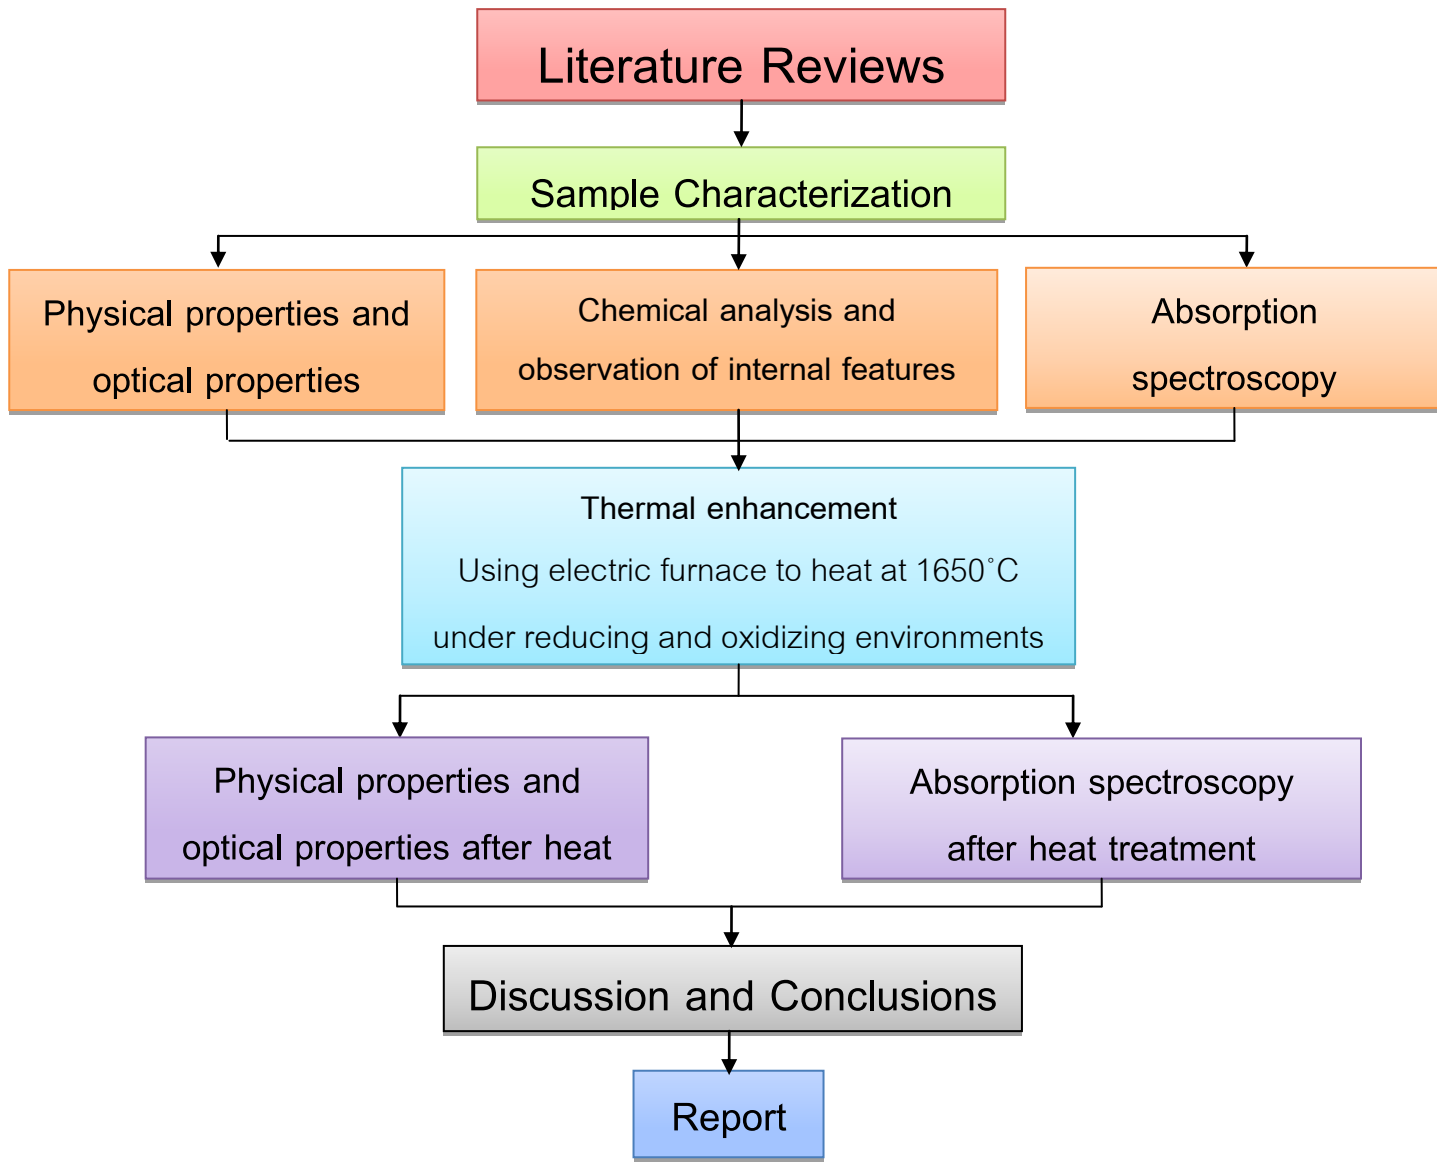 Literature Reviews
Sample Characterization
Physical properties and
optical properties
Chemical analysis and
observation of internal features
Absorption
spectroscopy
Thermal enhancement
Using electric furnace to heat at 1650˚C
under reducing and oxidizing environments
Physical properties and
optical properties after heat
Absorption spectroscopy
after heat treatment
Discussion and Conclusions
Report